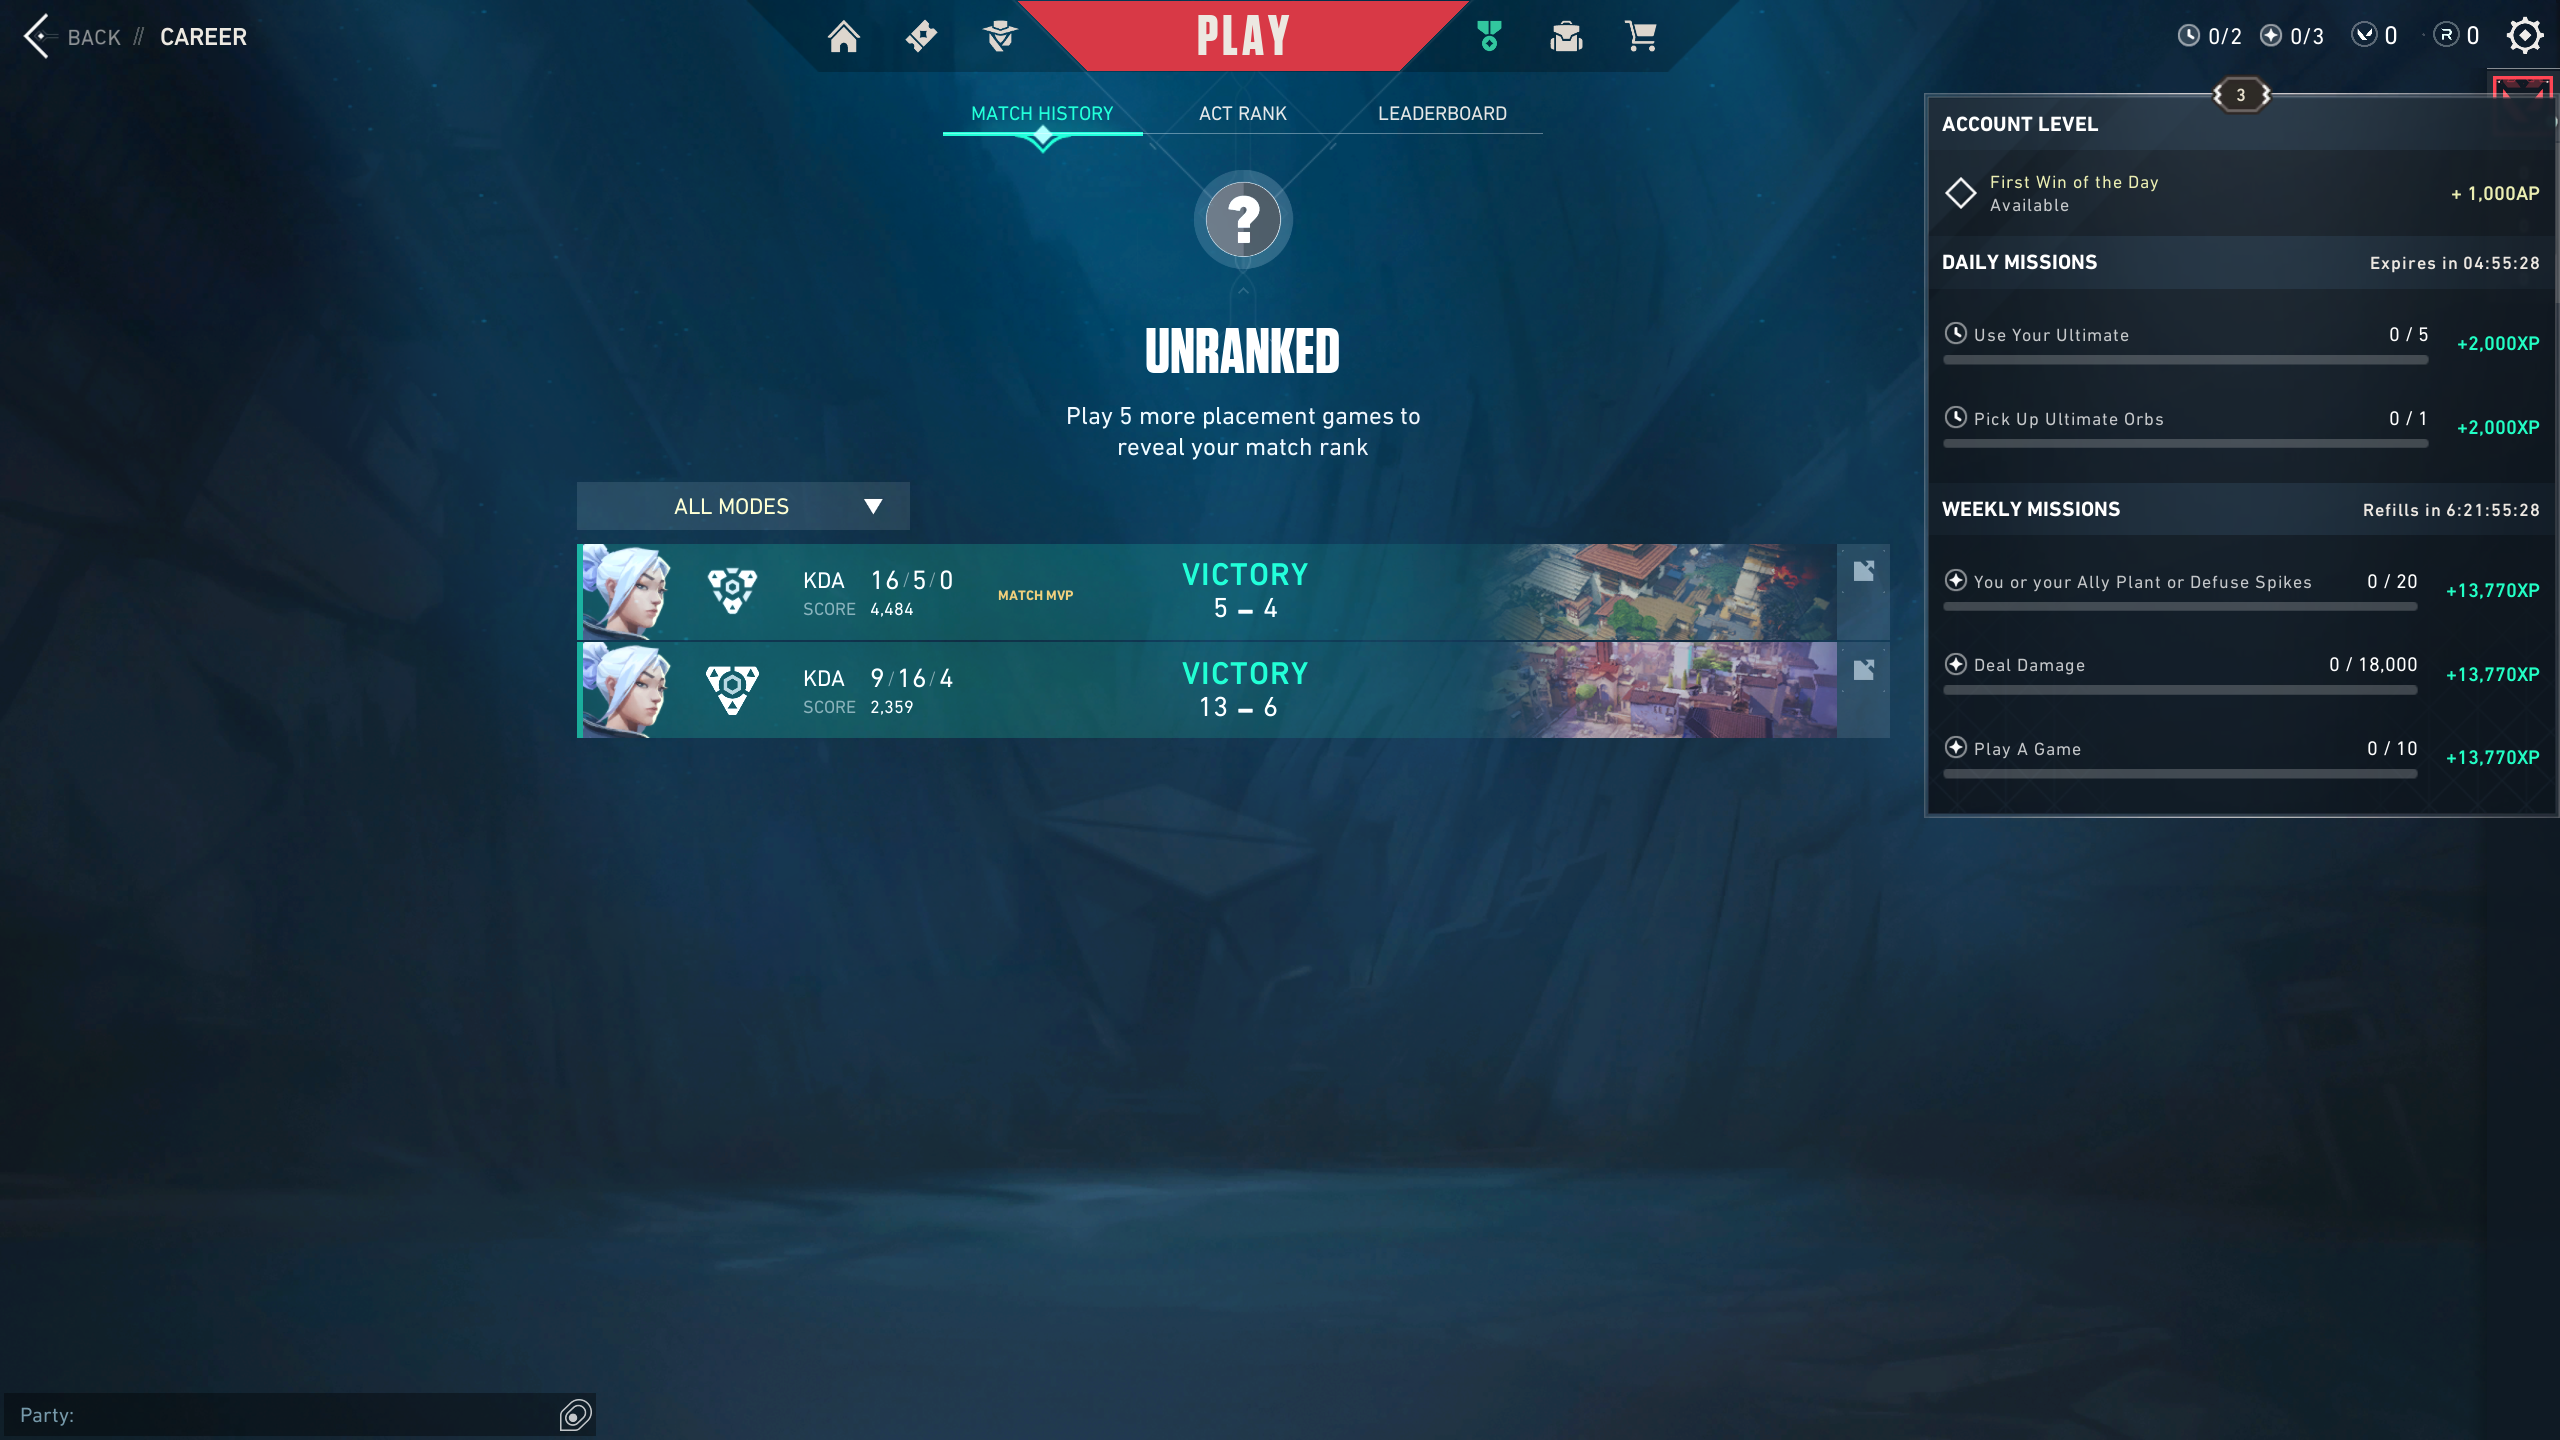 BACK // CAREER
PLAY
0/2 0/3 0 R 0
MATCH HISTORY ACT RANK LEADERBOARD
?
UNRANKED
Play 5 more placement games to
reveal your match rank
ALL MODES
KDA 16/5/0
SCORE 4,484
MATCH MVP
VICTORY
5 - 4
KDA 9/16/4
SCORE 2,359
VICTORY
13 - 6
3
ACCOUNT LEVEL
First Win of the Day
Available
+ 1,000AP
DAILY MISSIONS Expires in 04:55:28
Use Your Ultimate 0 / 5 +2,000XP
Pick Up Ultimate Orbs 0 / 1 +2,000XP
WEEKLY MISSIONS Refills in 6:21:55:28
You or your Ally Plant or Defuse Spikes 0 / 20 +13,770XP
Deal Damage 0 / 18,000 +13,770XP
Play A Game 0 / 10 +13,770XP
Party: